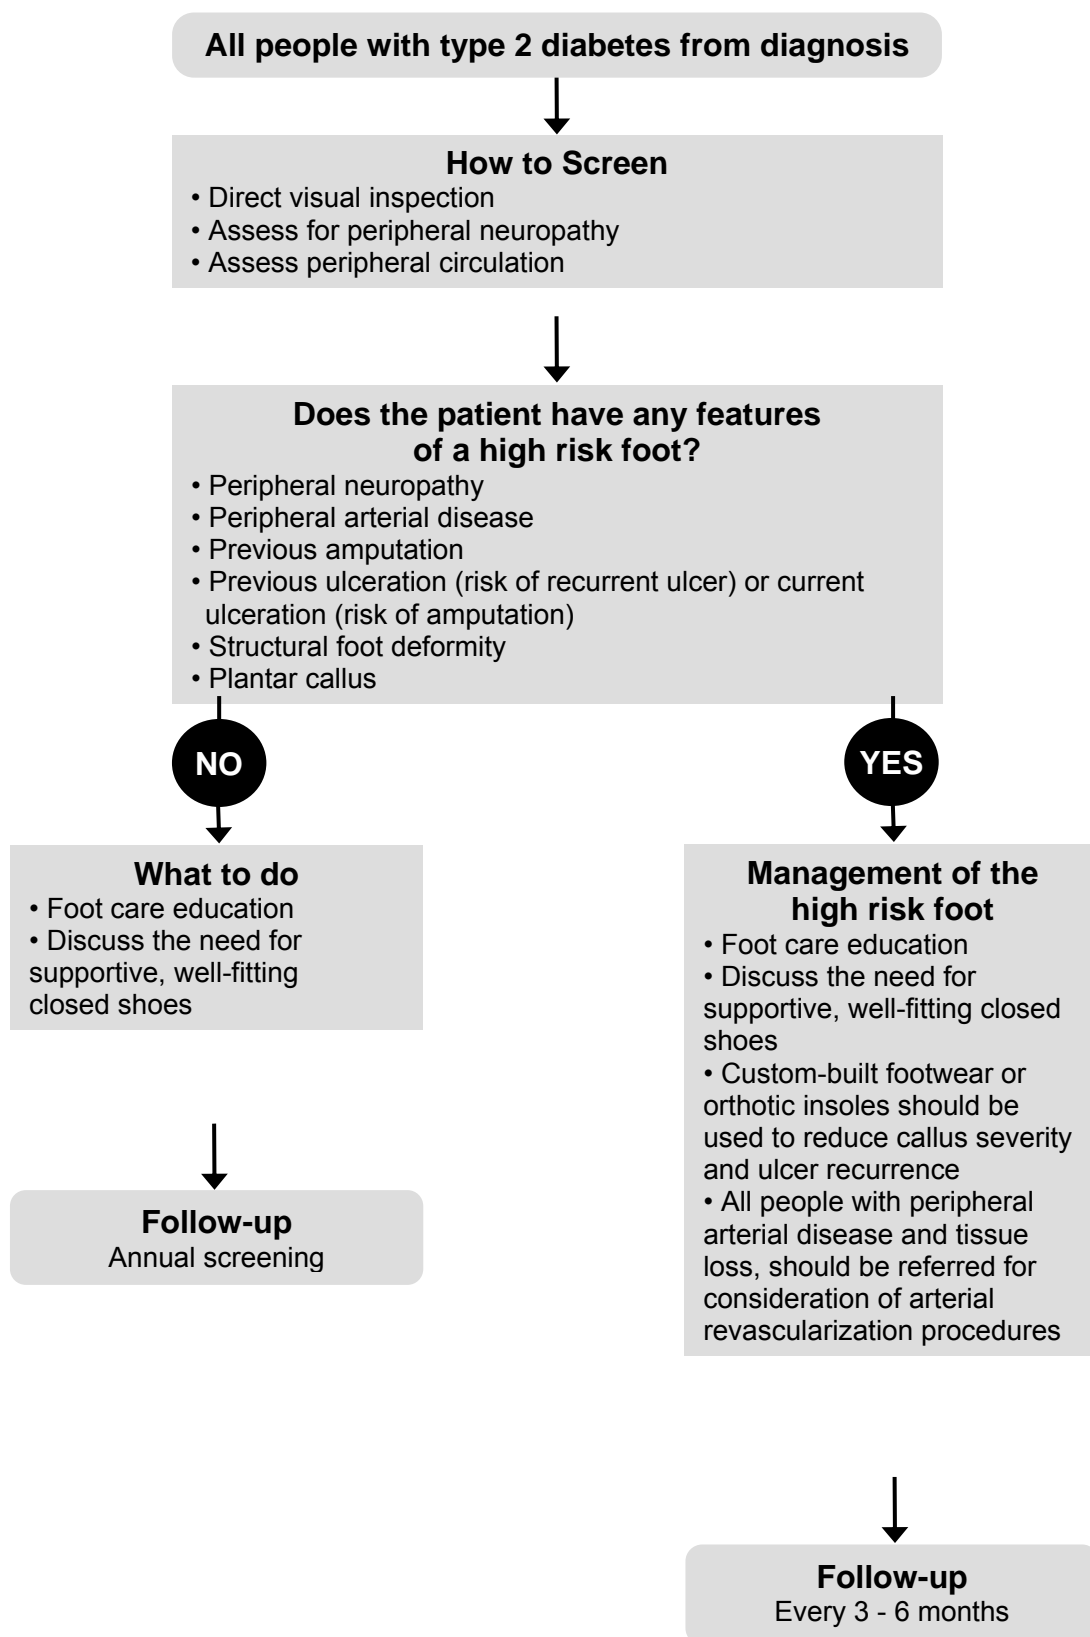 All people with type 2 diabetes from diagnosis
How to Screen
• Direct visual inspection
• Assess for peripheral neuropathy
• Assess peripheral circulation
Does the patient have any features
of a high risk foot?
• Peripheral neuropathy
• Peripheral arterial disease
• Previous amputation
• Previous ulceration (risk of recurrent ulcer) or current
ulceration (risk of amputation)
• Structural foot deformity
• Plantar callus
NO
What to do
• Foot care education
• Discuss the need for
supportive, well-fitting
closed shoes
Follow-up
Annual screening
YES
Management of the
high risk foot
• Foot care education
• Discuss the need for
supportive, well-fitting closed
shoes
• Custom-built footwear or
orthotic insoles should be
used to reduce callus severity
and ulcer recurrence
• All people with peripheral
arterial disease and tissue
loss, should be referred for
consideration of arterial
revascularization procedures
Follow-up
Every 3 - 6 months